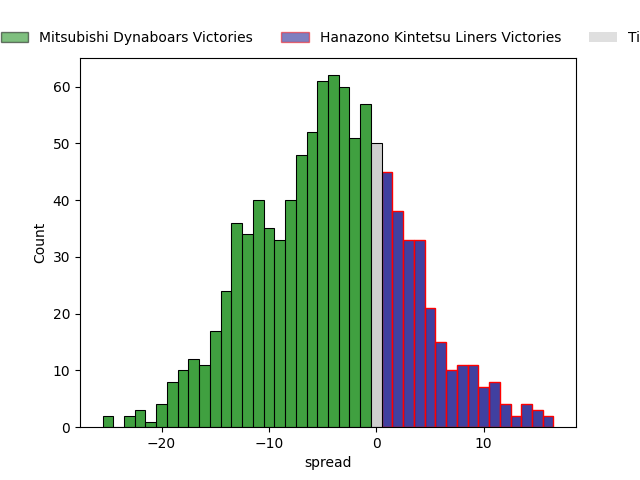 Mitsubishi Dynaboars Victories Hanazono Kintetsu Liners Victories Ti
60
50
40
30
20
10
0
Count
−20 −10 0 10
spread